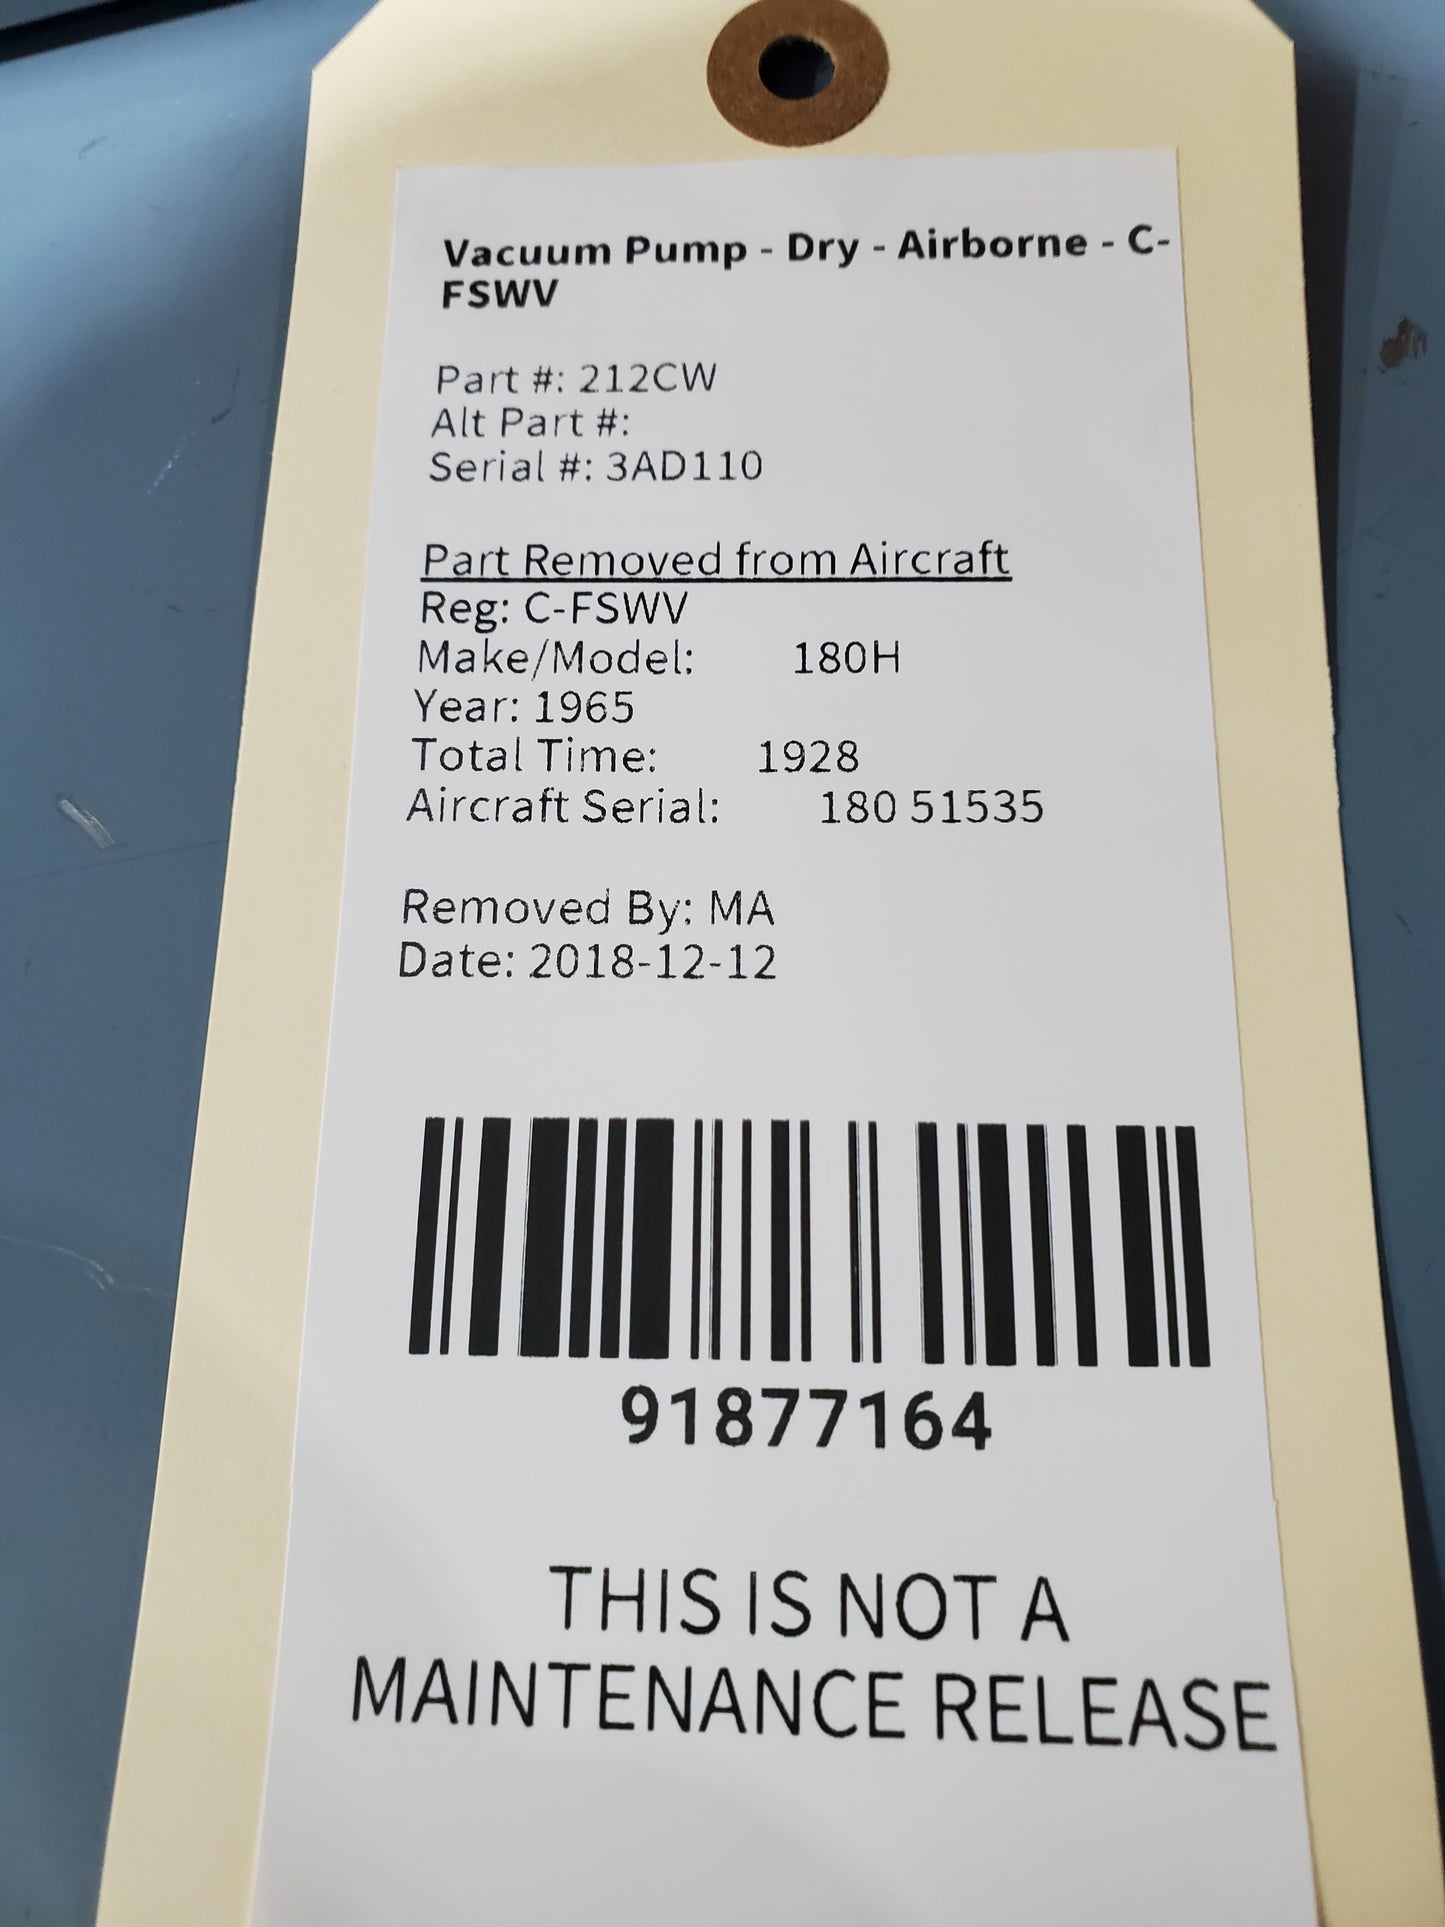 Vacuum Pump - Dry - Airborne - C-
FSWV
Part #: 212CW
Alt Part #:
Serial #: 3AD110
Part Removed from Aircraft
Reg: C-FSWV
Make/Model: 180H
Year: 1965
Total Time: 1928
Aircraft Serial: 180 51535
Removed By: MA
Date: 2018-12-12
91877164
THIS IS NOT A
MAINTENANCE RELEASE